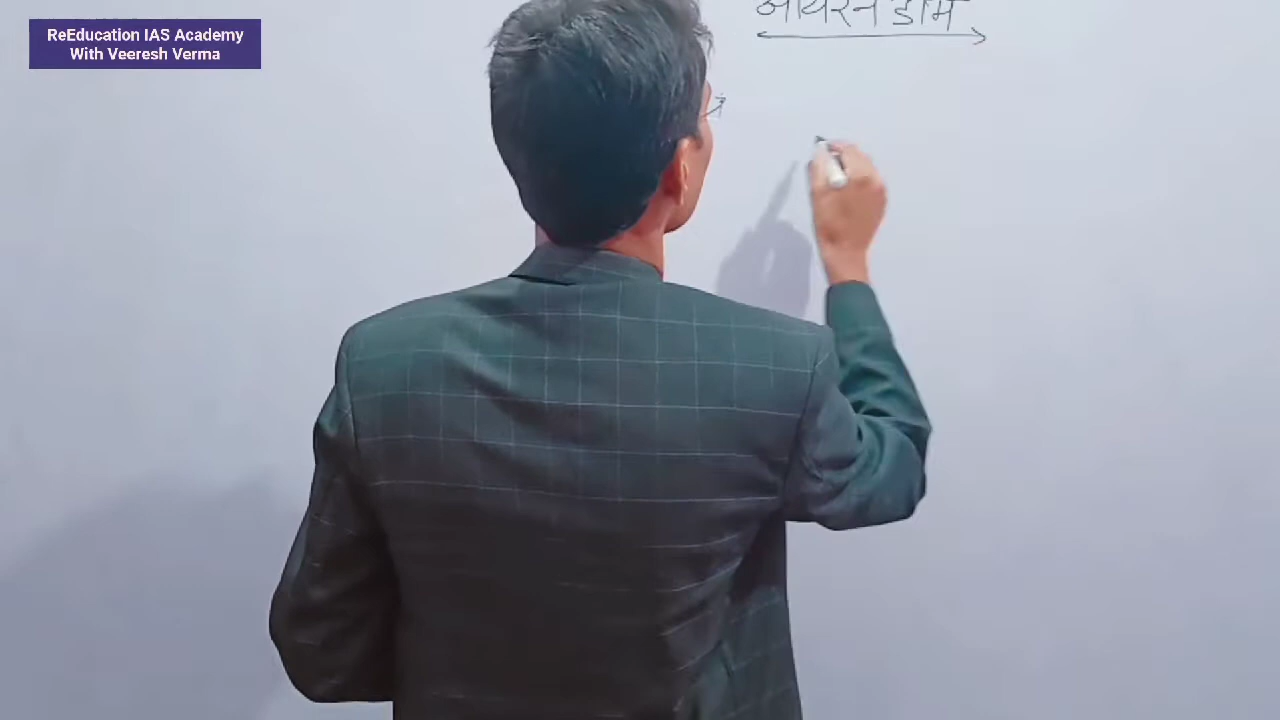 ReEducation IAS Academy
With Veeresh Verma
आयरन डोम